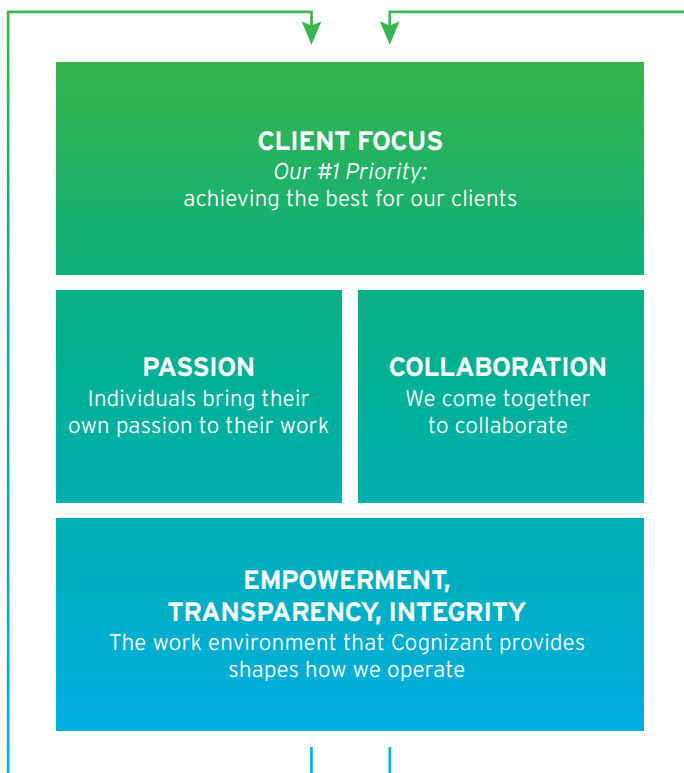 CLIENT FOCUS
Our #1 Priority:
achieving the best for our clients
PASSION
Individuals bring their
own passion to their work
COLLABORATION
We come together
to collaborate
EMPOWERMENT,
TRANSPARENCY, INTEGRITY
The work environment that Cognizant provides
shapes how we operate